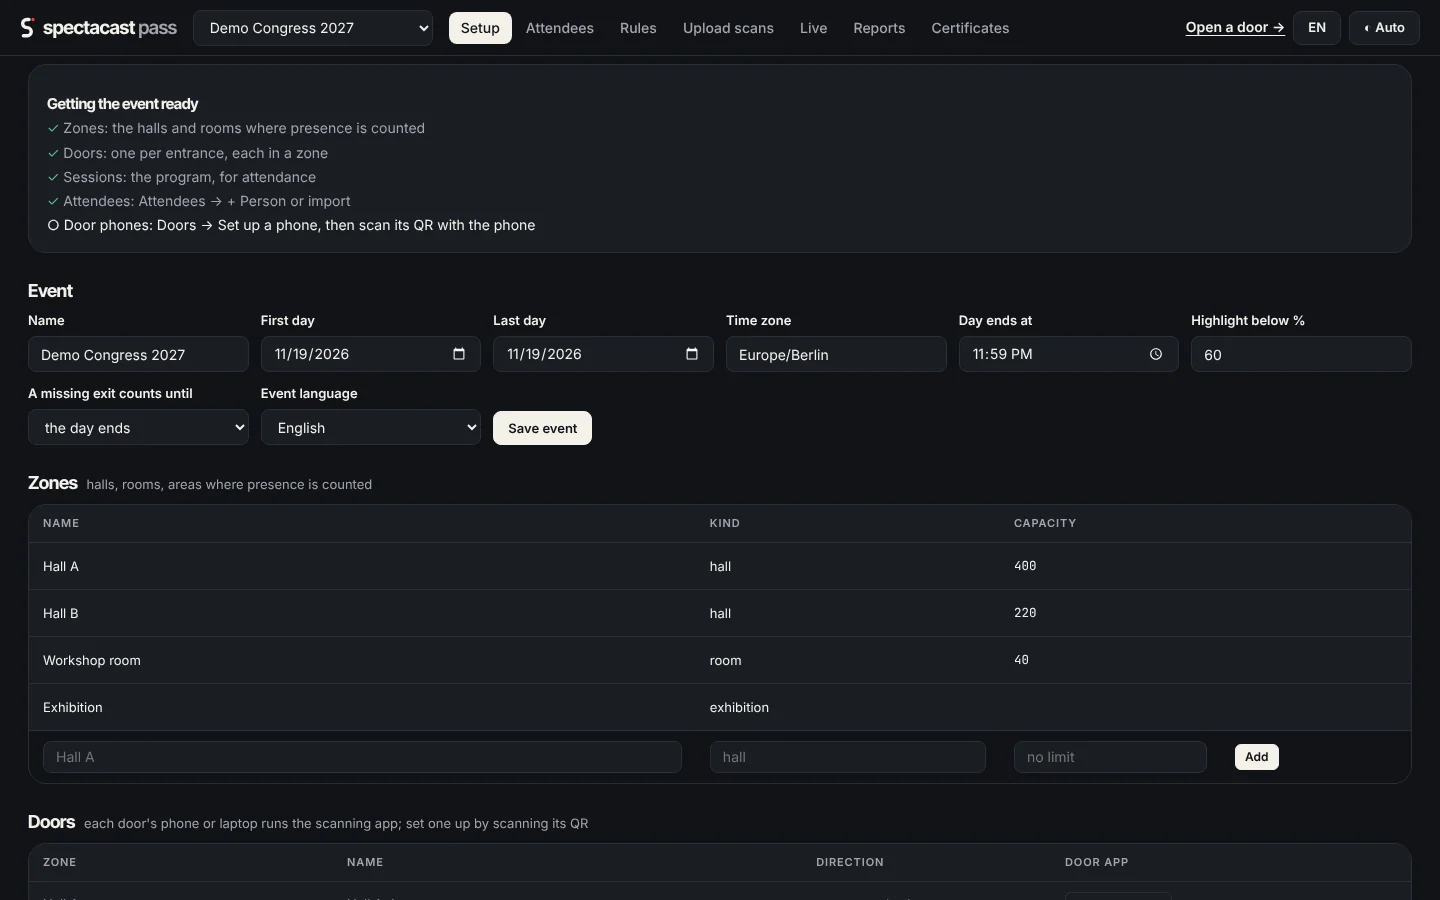 spectacast pass
Demo Congress 2027
Setup
Attendees
Rules
Upload scans
Live
Reports
Certificates
Open a door →
EN
Auto
Getting the event ready
✓ Zones: the halls and rooms where presence is counted
✓ Doors: one per entrance, each in a zone
✓ Sessions: the program, for attendance
✓ Attendees: Attendees → + Person or import
○ Door phones: Doors → Set up a phone, then scan its QR with the phone
Event
Name
First day
Last day
Time zone
Day ends at
Highlight below %
Demo Congress 2027
11/19/2026
11/19/2026
Europe/Berlin
11:59 PM
60
A missing exit counts until
Event language
the day ends
English
Save event
Zones halls, rooms, areas where presence is counted
NAME KIND CAPACITY
Hall A hall 400
Hall B hall 220
Workshop room room 40
Exhibition exhibition
Hall A hall no limit Add
Doors each door's phone or laptop runs the scanning app; set one up by scanning its QR
ZONE NAME DIRECTION DOOR APP